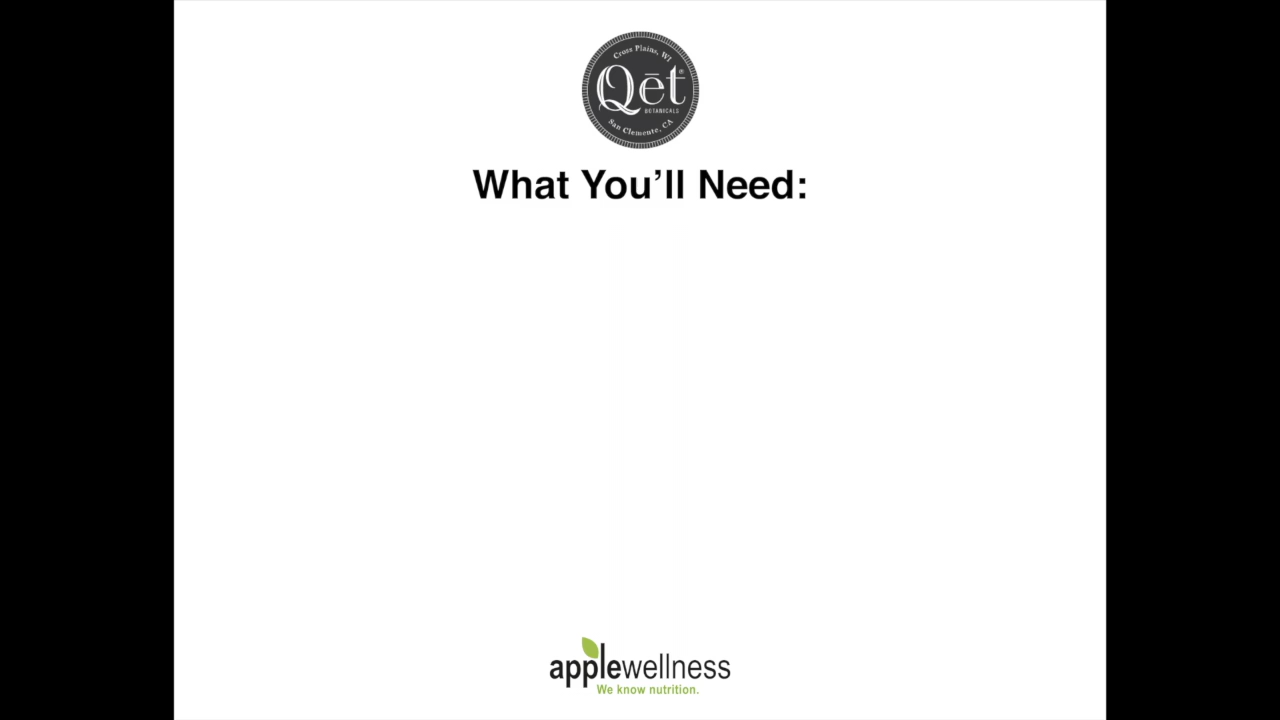 Cross Plains, WI
Qēt®
BOTANICALS
San Clemente, CA
What You’ll Need:
applewellness
We know nutrition.